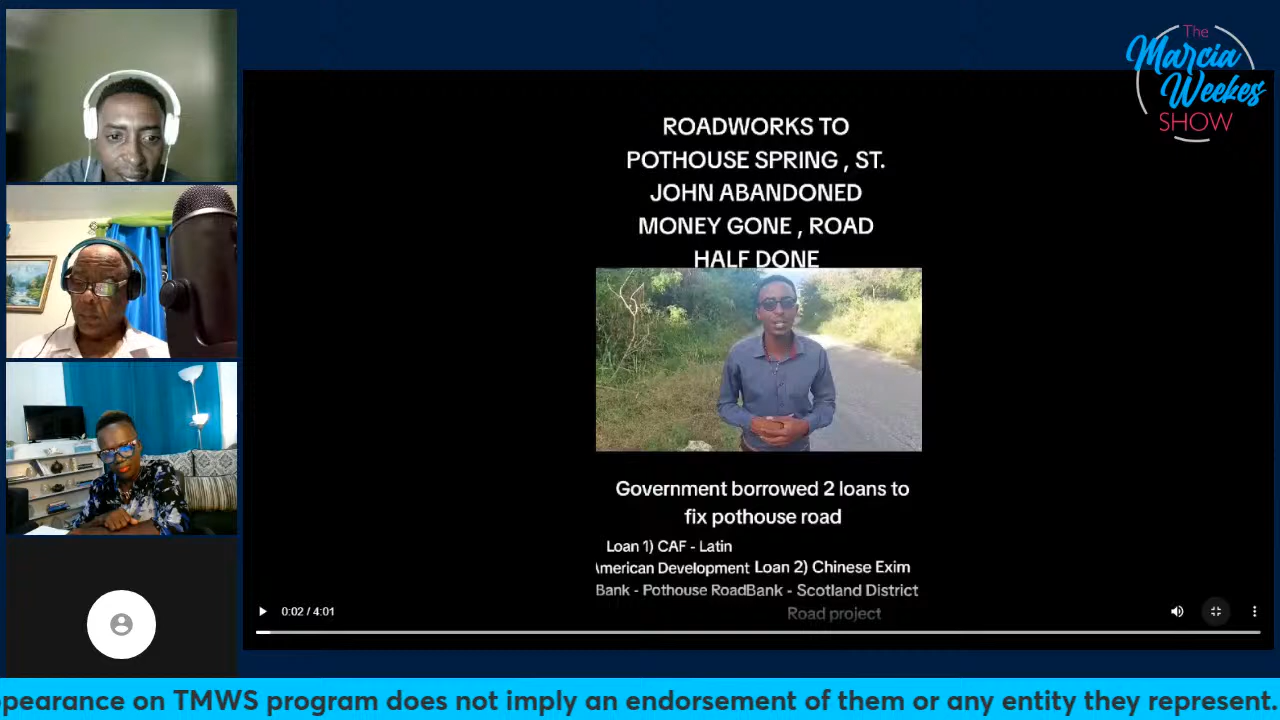 The
Marcia
Weekes
SHOW
ROADWORKS TO
POTHOUSE SPRING , ST.
JOHN ABANDONED
MONEY GONE , ROAD
HALF DONE
Government borrowed 2 loans to
fix pothouse road
Loan 1) CAF - Latin
American Development
Bank - Pothouse Road
Loan 2) Chinese Exim
Bank - Scotland District
Road project
0:02 / 4:01
pearance on TMWS program does not imply an endorsement of them or any entity they represent.